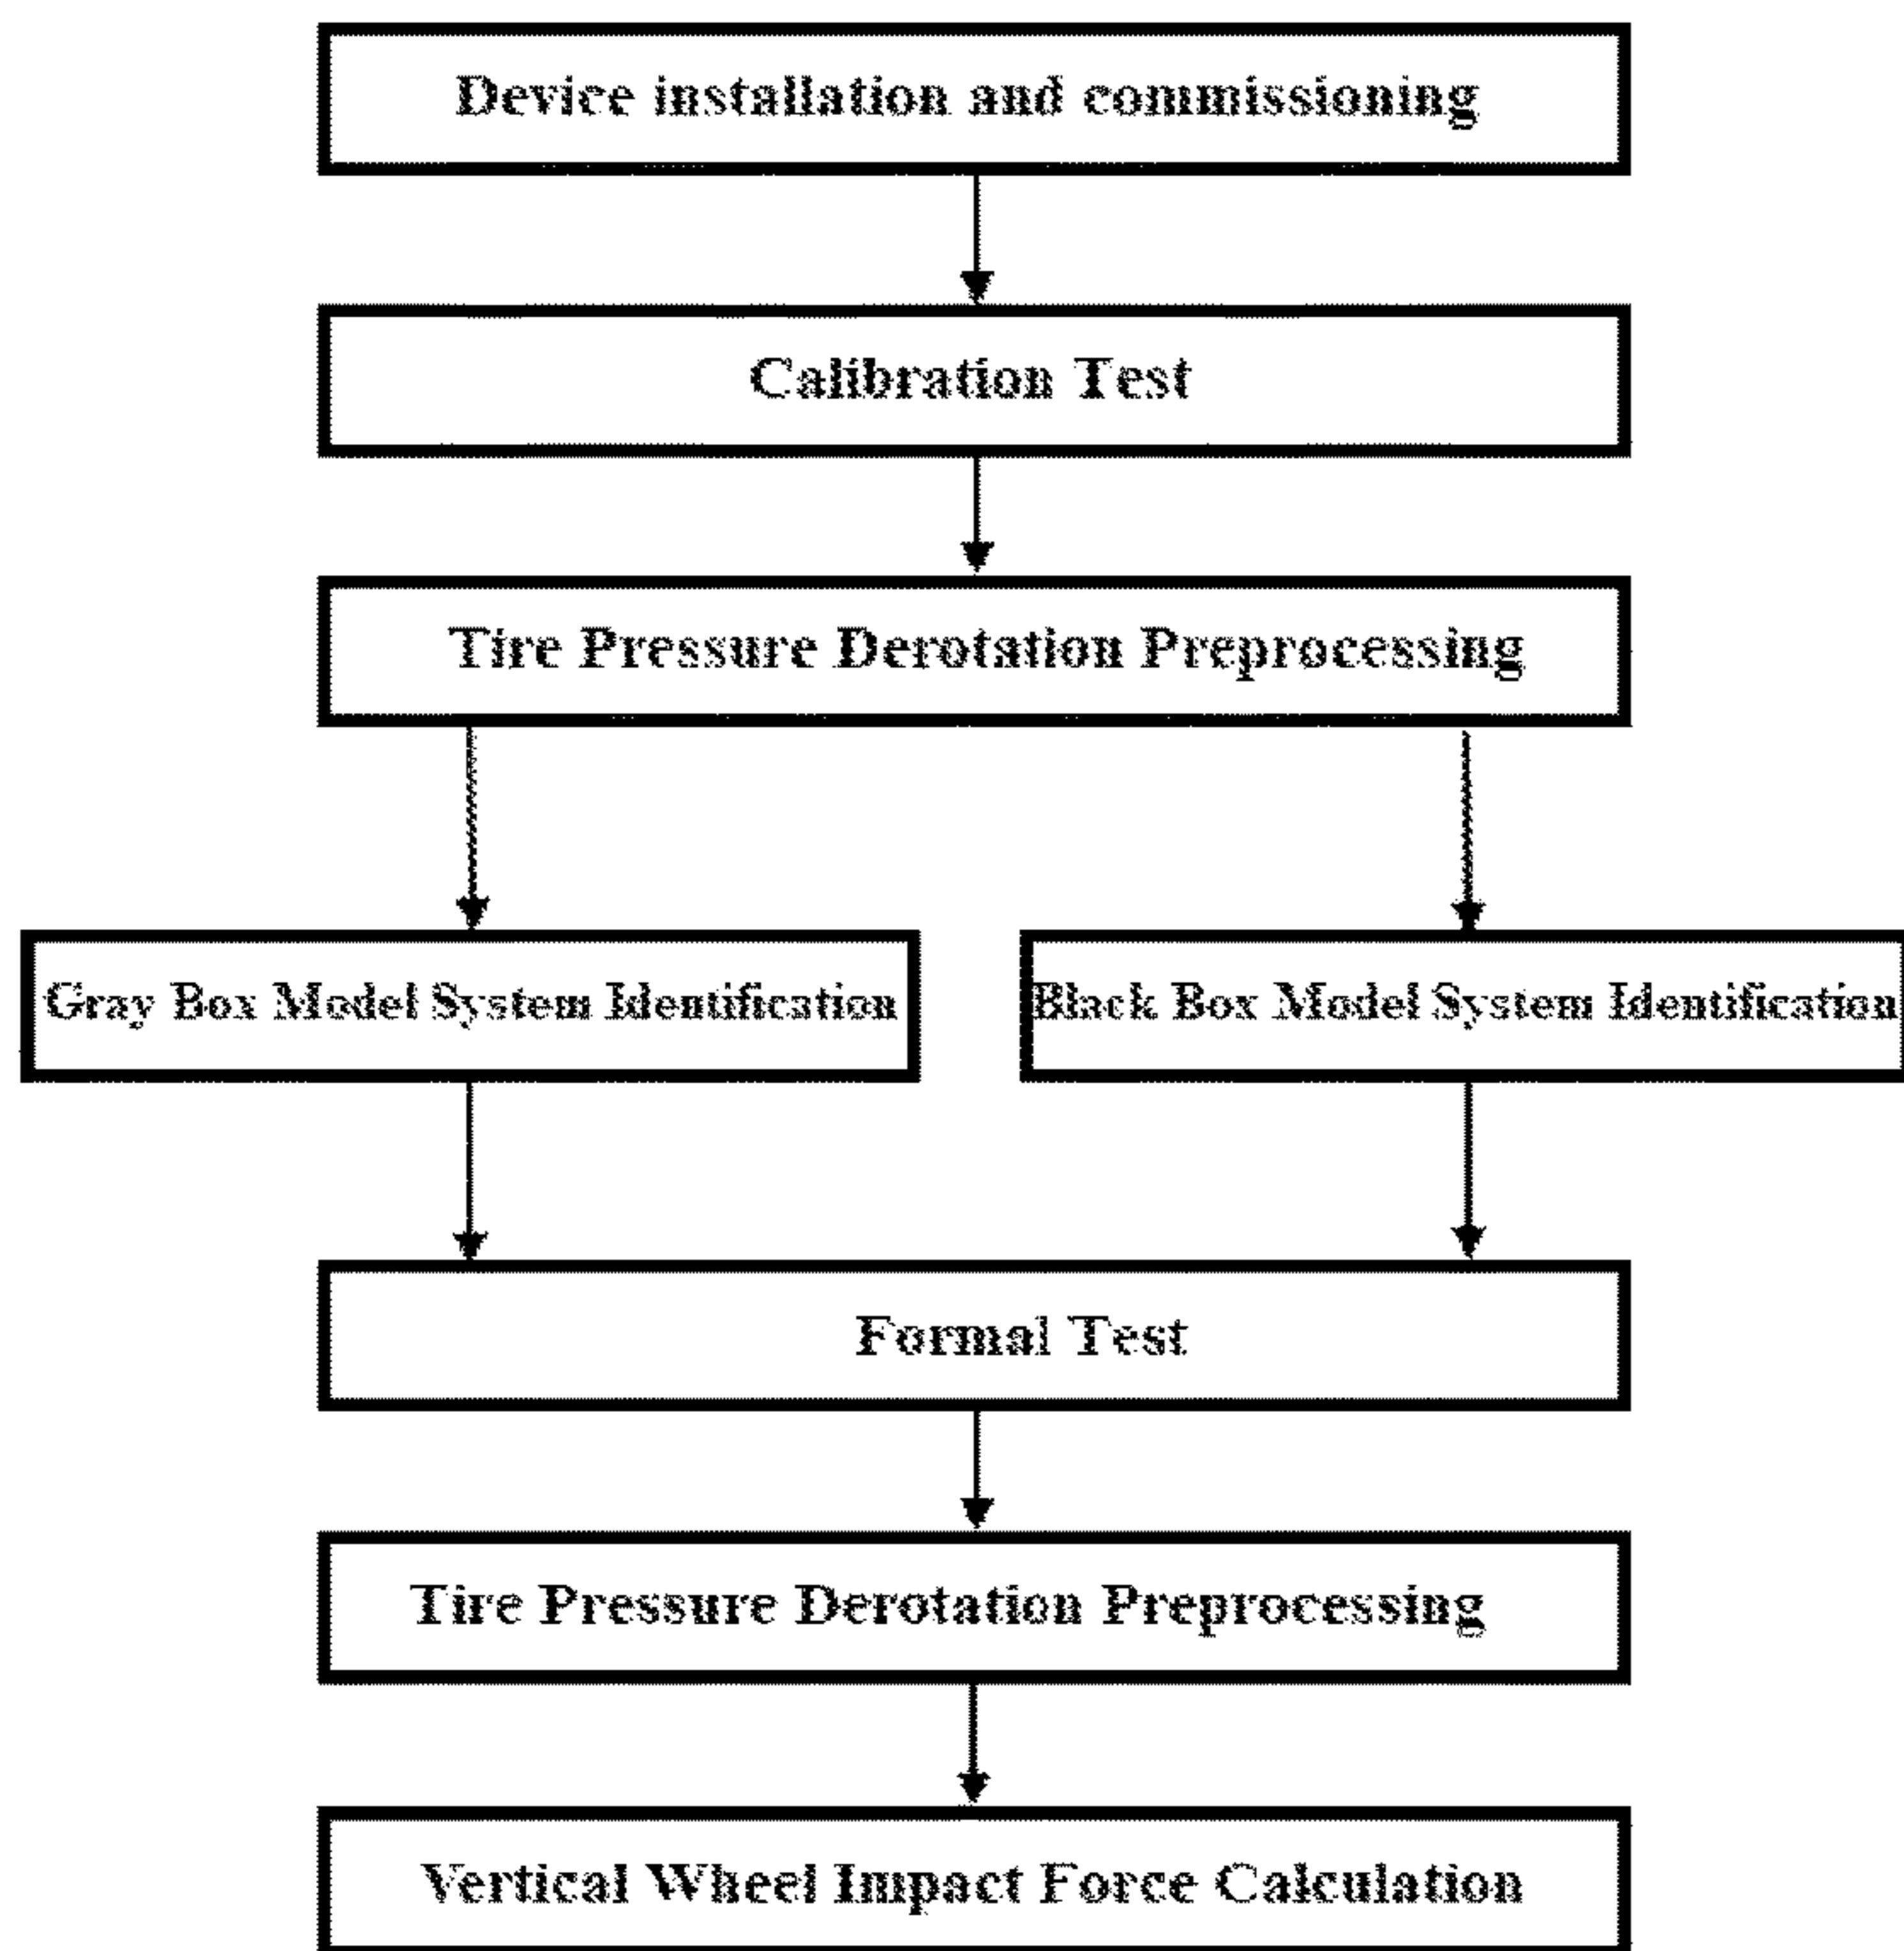 Device installation and commissioning
Calibration Test
Tire Pressure Derotation Preprocessing
Gray Box Model System Identification
Black Box Model System Identification
Formal Test
Tire Pressure Derotation Preprocessing
Vertical Wheel Impact Force Calculation